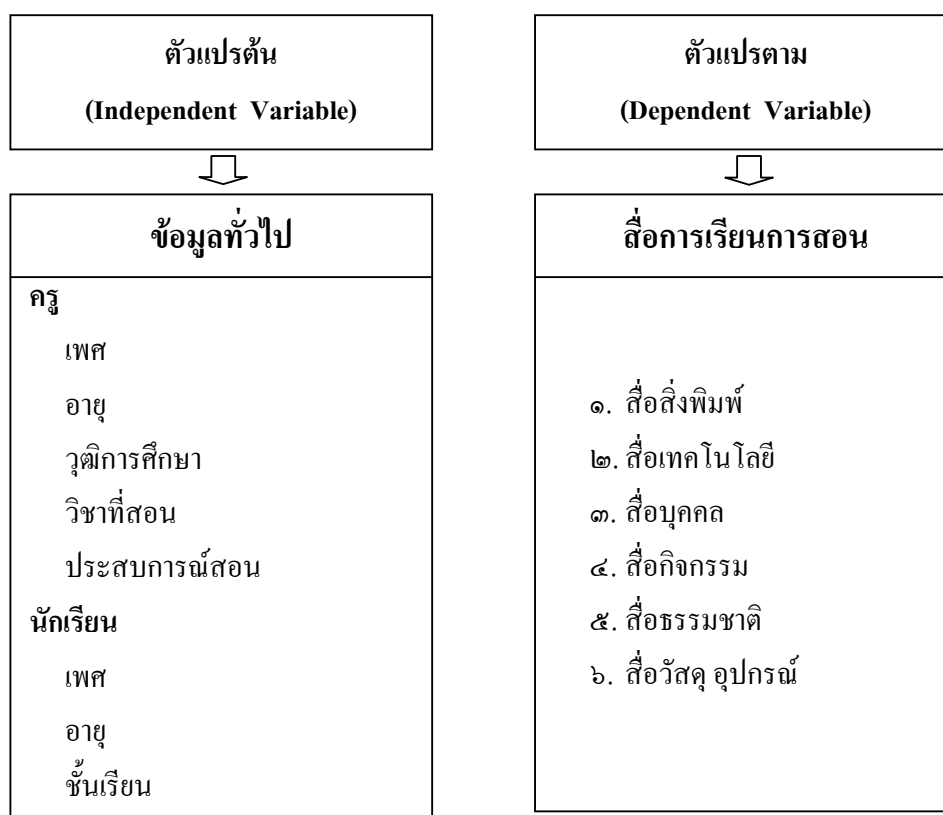 ตัวแปรต้น
(Independent Variable)
ข้อมูลทั่วไป
ครู
เพศ
อายุ
วุฒิการศึกษา
วิชาที่สอน
ประสบการณ์สอน
นักเรียน
เพศ
อายุ
ชั้นเรียน
ตัวแปรตาม
(Dependent Variable)
สื่อการเรียนการสอน
๑. สื่อสิ่งพิมพ์
๒. สื่อเทคโนโลยี
๓. สื่อบุคคล
๔. สื่อกิจกรรม
๕. สื่อธรรมชาติ
๖. สื่อวัสดุ อุปกรณ์